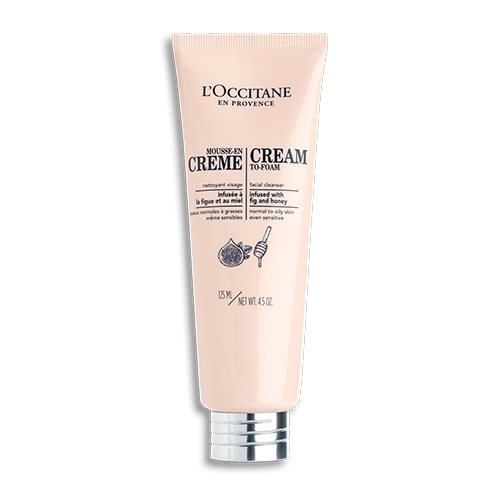 L'OCCITANE
EN PROVENCE
MOUSSE-EN
CRÈME
nettoyant visage
infusée à
la figue et au miel
peaux normales à grasses
même sensibles
CREAM
TO-FOAM
facial cleanser
infused with
fig and honey
normal to oily skin
even sensitive
125 ML/NET WT. 4.5 OZ.